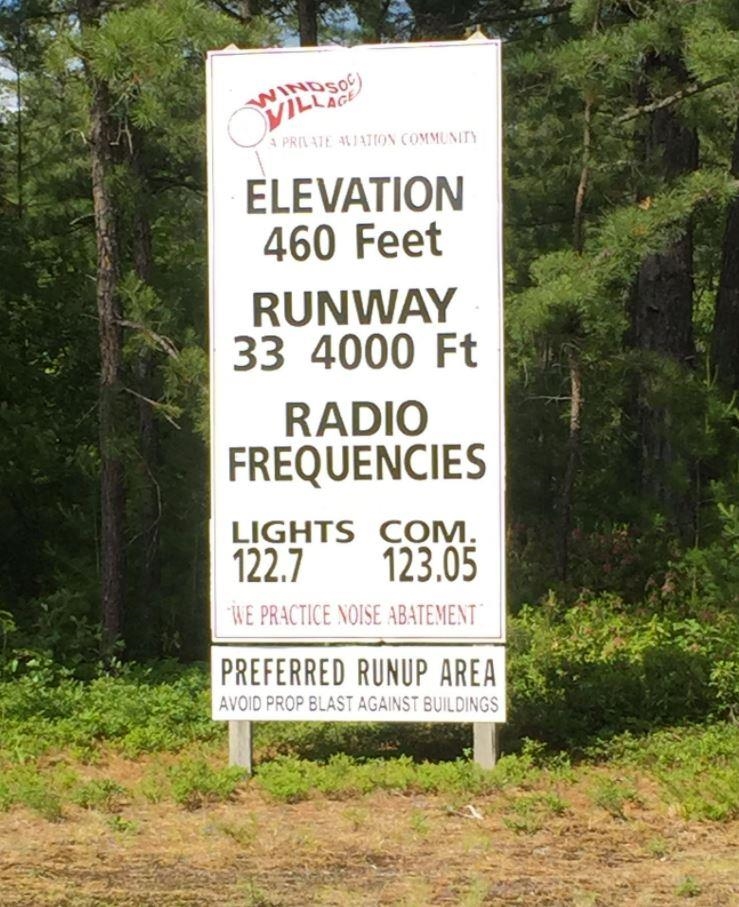 WINDSOC
VILLAGE
A PRIVATE AVIATION COMMUNITY
ELEVATION
460 Feet
RUNWAY
33 4000 Ft
RADIO
FREQUENCIES
LIGHTS COM.
122.7 123.05
"WE PRACTICE NOISE ABATEMENT"
PREFERRED RUNUP AREA
AVOID PROP BLAST AGAINST BUILDINGS